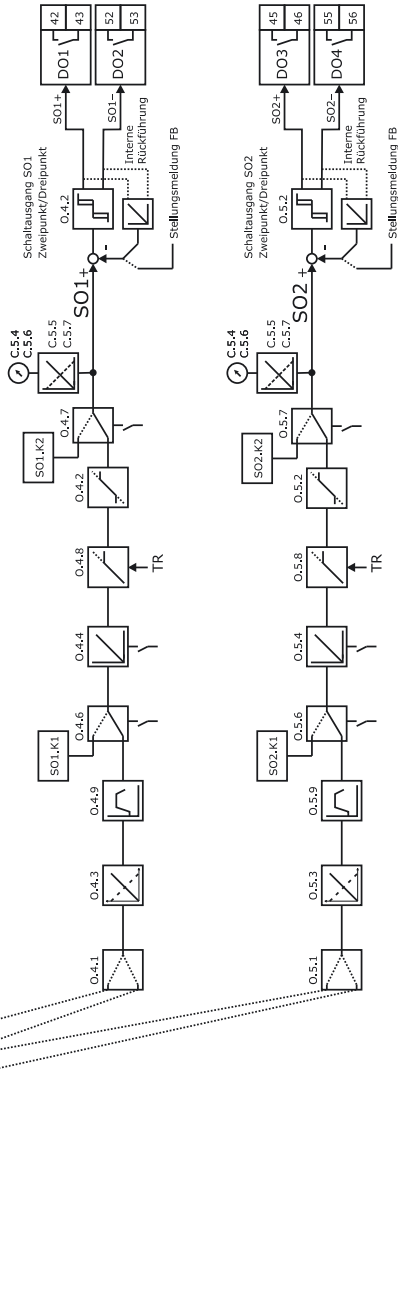 42
43
52
53
DO1
DO2
SO1+
SO1–
Schaltausgang SO1
Zweipunkt/Dreipunkt
O.4.2
Interne
Rückführung
Stellungsmeldung FB
-
+
SO1
C.5.4
C.5.6
C.5.5
C.5.7
O.4.7
SO1.K2
O.4.2
O.4.8
TR
O.4.4
O.4.6
SO1.K1
O.4.9
O.4.3
O.4.1
45
46
55
56
DO3
DO4
SO2+
SO2–
Schaltausgang SO2
Zweipunkt/Dreipunkt
O.5.2
Interne
Rückführung
Stellungsmeldung FB
-
+
SO2
C.5.4
C.5.6
C.5.5
C.5.7
O.5.7
SO2.K2
O.5.2
O.5.8
TR
O.5.4
O.5.6
SO2.K1
O.5.9
O.5.3
O.5.1